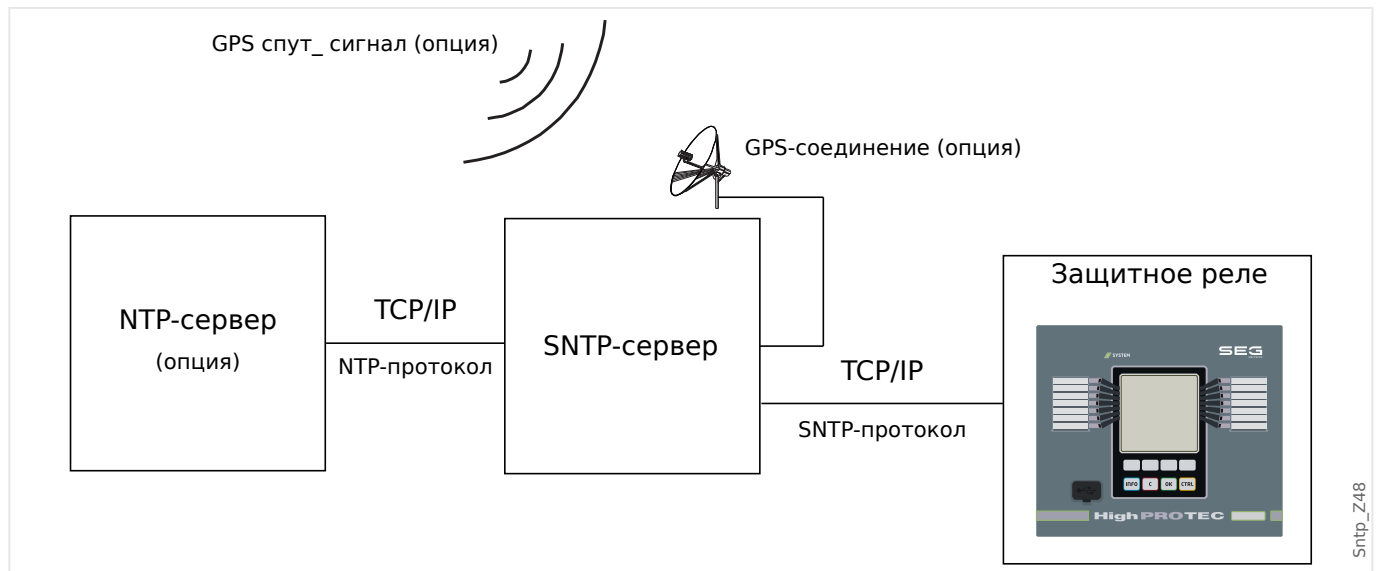 GPS спут_ сигнал (опция)
GPS-соединение (опция)
NTP-сервер
(опция)
TCP/IP
NTP-протокол
SNTP-сервер
TCP/IP
SNTP-протокол
Защитное реле
SYSTEM
SEG
INFO
C
OK
CTRL
HighPROTEC
Sntp_Z48